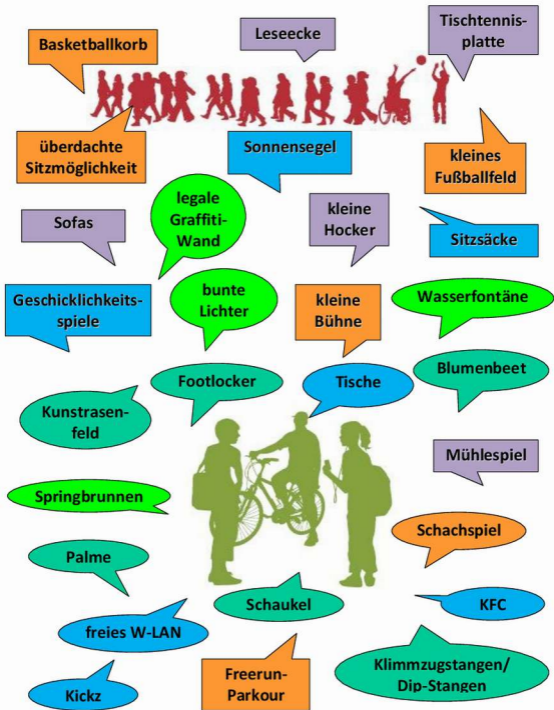 Basketballkorb
Leseecke
Tischtennis-
platte
überdachte
Sitzmöglichkeit
Sonnensegel
kleines
Fußballfeld
legale
Graffiti-
Wand
Sofas
kleine
Hocker
Sitzsäcke
Geschicklichkeits-
spiele
bunte
Lichter
kleine
Bühne
Wasserfontäne
Footlocker
Tische
Blumenbeet
Kunstrasen-
feld
Mühlespiel
Springbrunnen
Schachspiel
Palme
Schaukel
KFC
freies W-LAN
Freerun-
Parkour
Klimmzugstangen/
Dip-Stangen
Kickz